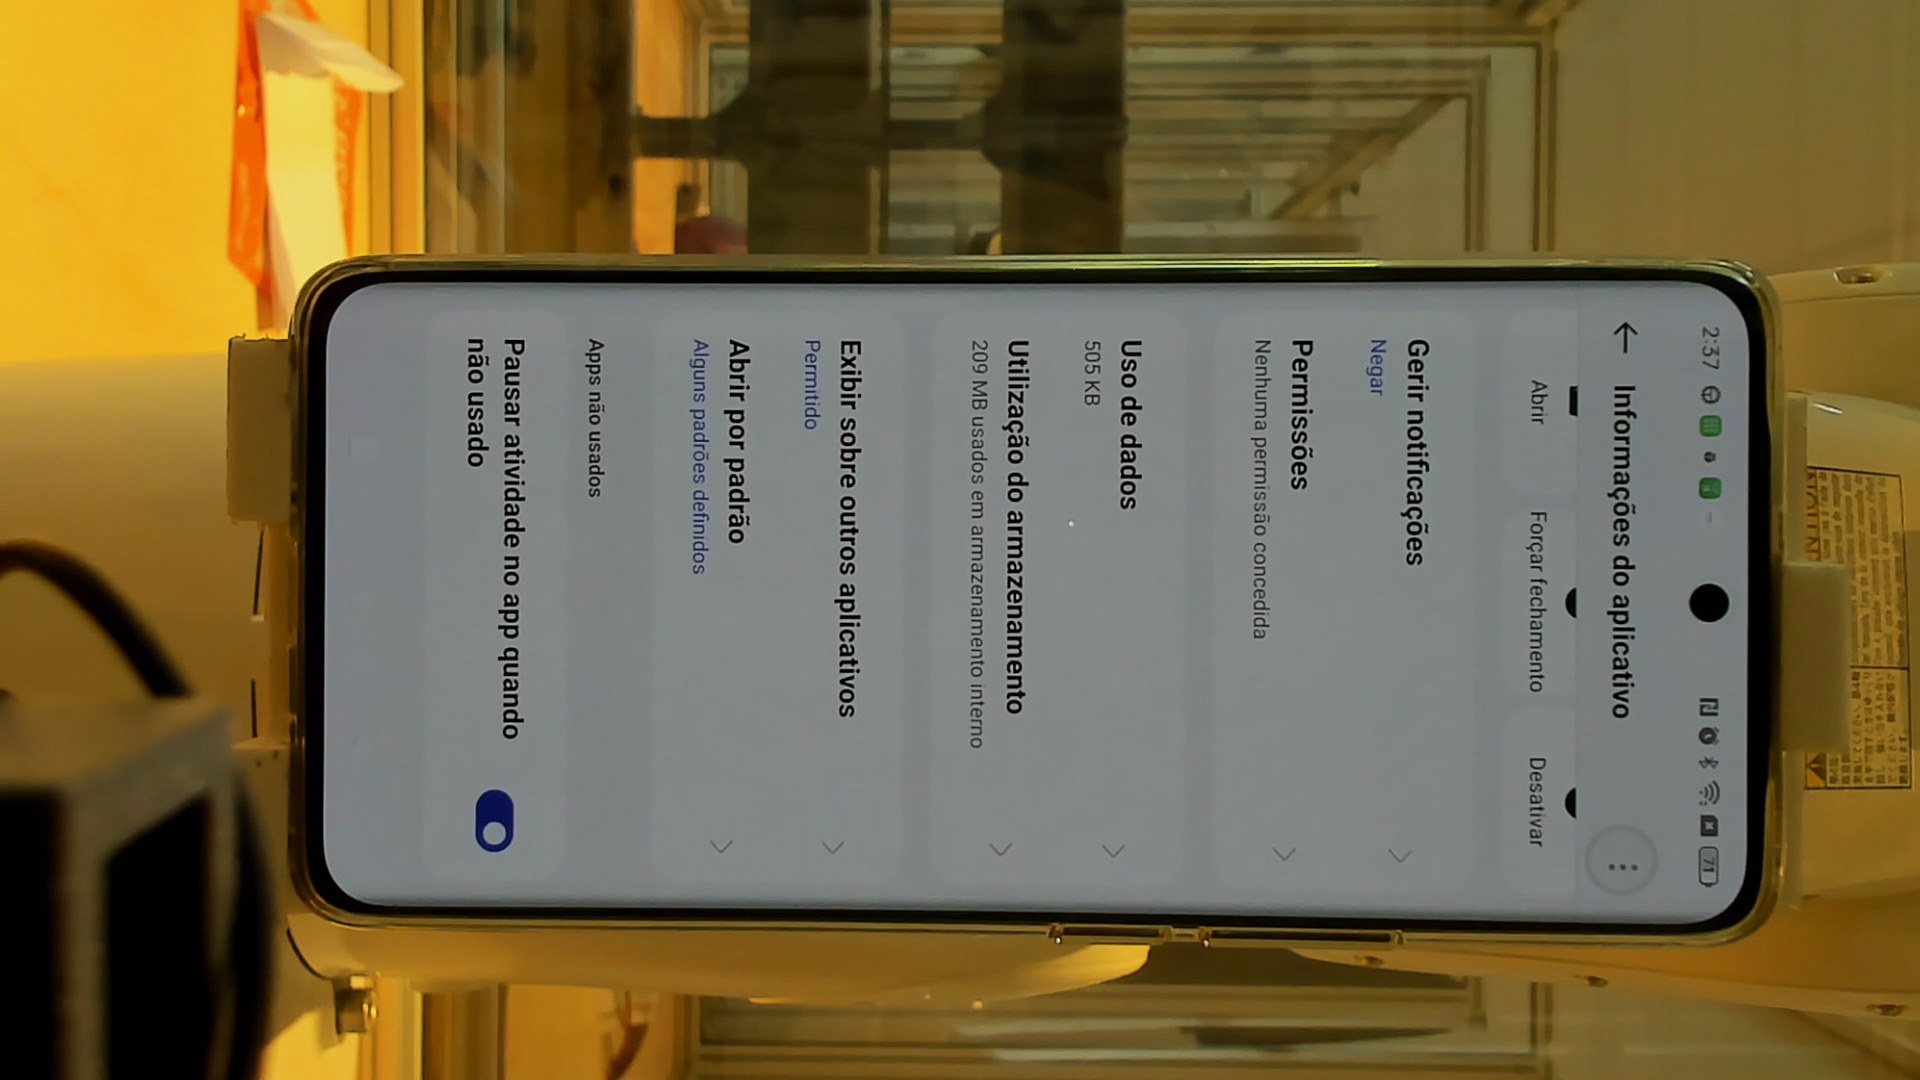 2:37
71
Informações do aplicativo
Abrir
Forçar fechamento
Desativar
Gerir notificações
Negar
Permissões
Nenhuma permissão concedida
Uso de dados
505 KB
Utilização do armazenamento
209 MB usados em armazenamento interno
Exibir sobre outros aplicativos
Permitido
Abrir por padrão
Alguns padrões definidos
Apps não usados
Pausar atividade no app quando
não usado